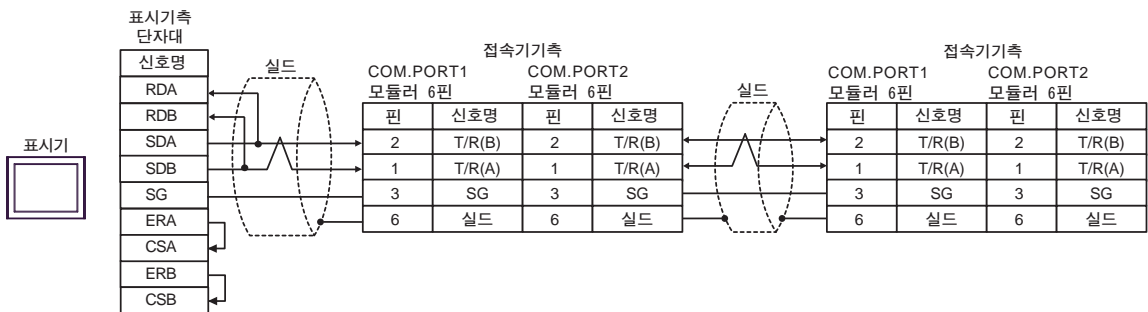 표시기
표시기측
단자대
신호명
RDA
RDB
SDA
SDB
SG
ERA
CSA
ERB
CSB
실드
접속기기측
COM.PORT1 COM.PORT2
모듈러 6핀 모듈러 6핀
핀 신호명 핀 신호명
2 T/R(B) 2 T/R(B)
1 T/R(A) 1 T/R(A)
3 SG 3 SG
6 실드 6 실드
실드
접속기기측
COM.PORT1 COM.PORT2
모듈러 6핀 모듈러 6핀
핀 신호명 핀 신호명
2 T/R(B) 2 T/R(B)
1 T/R(A) 1 T/R(A)
3 SG 3 SG
6 실드 6 실드